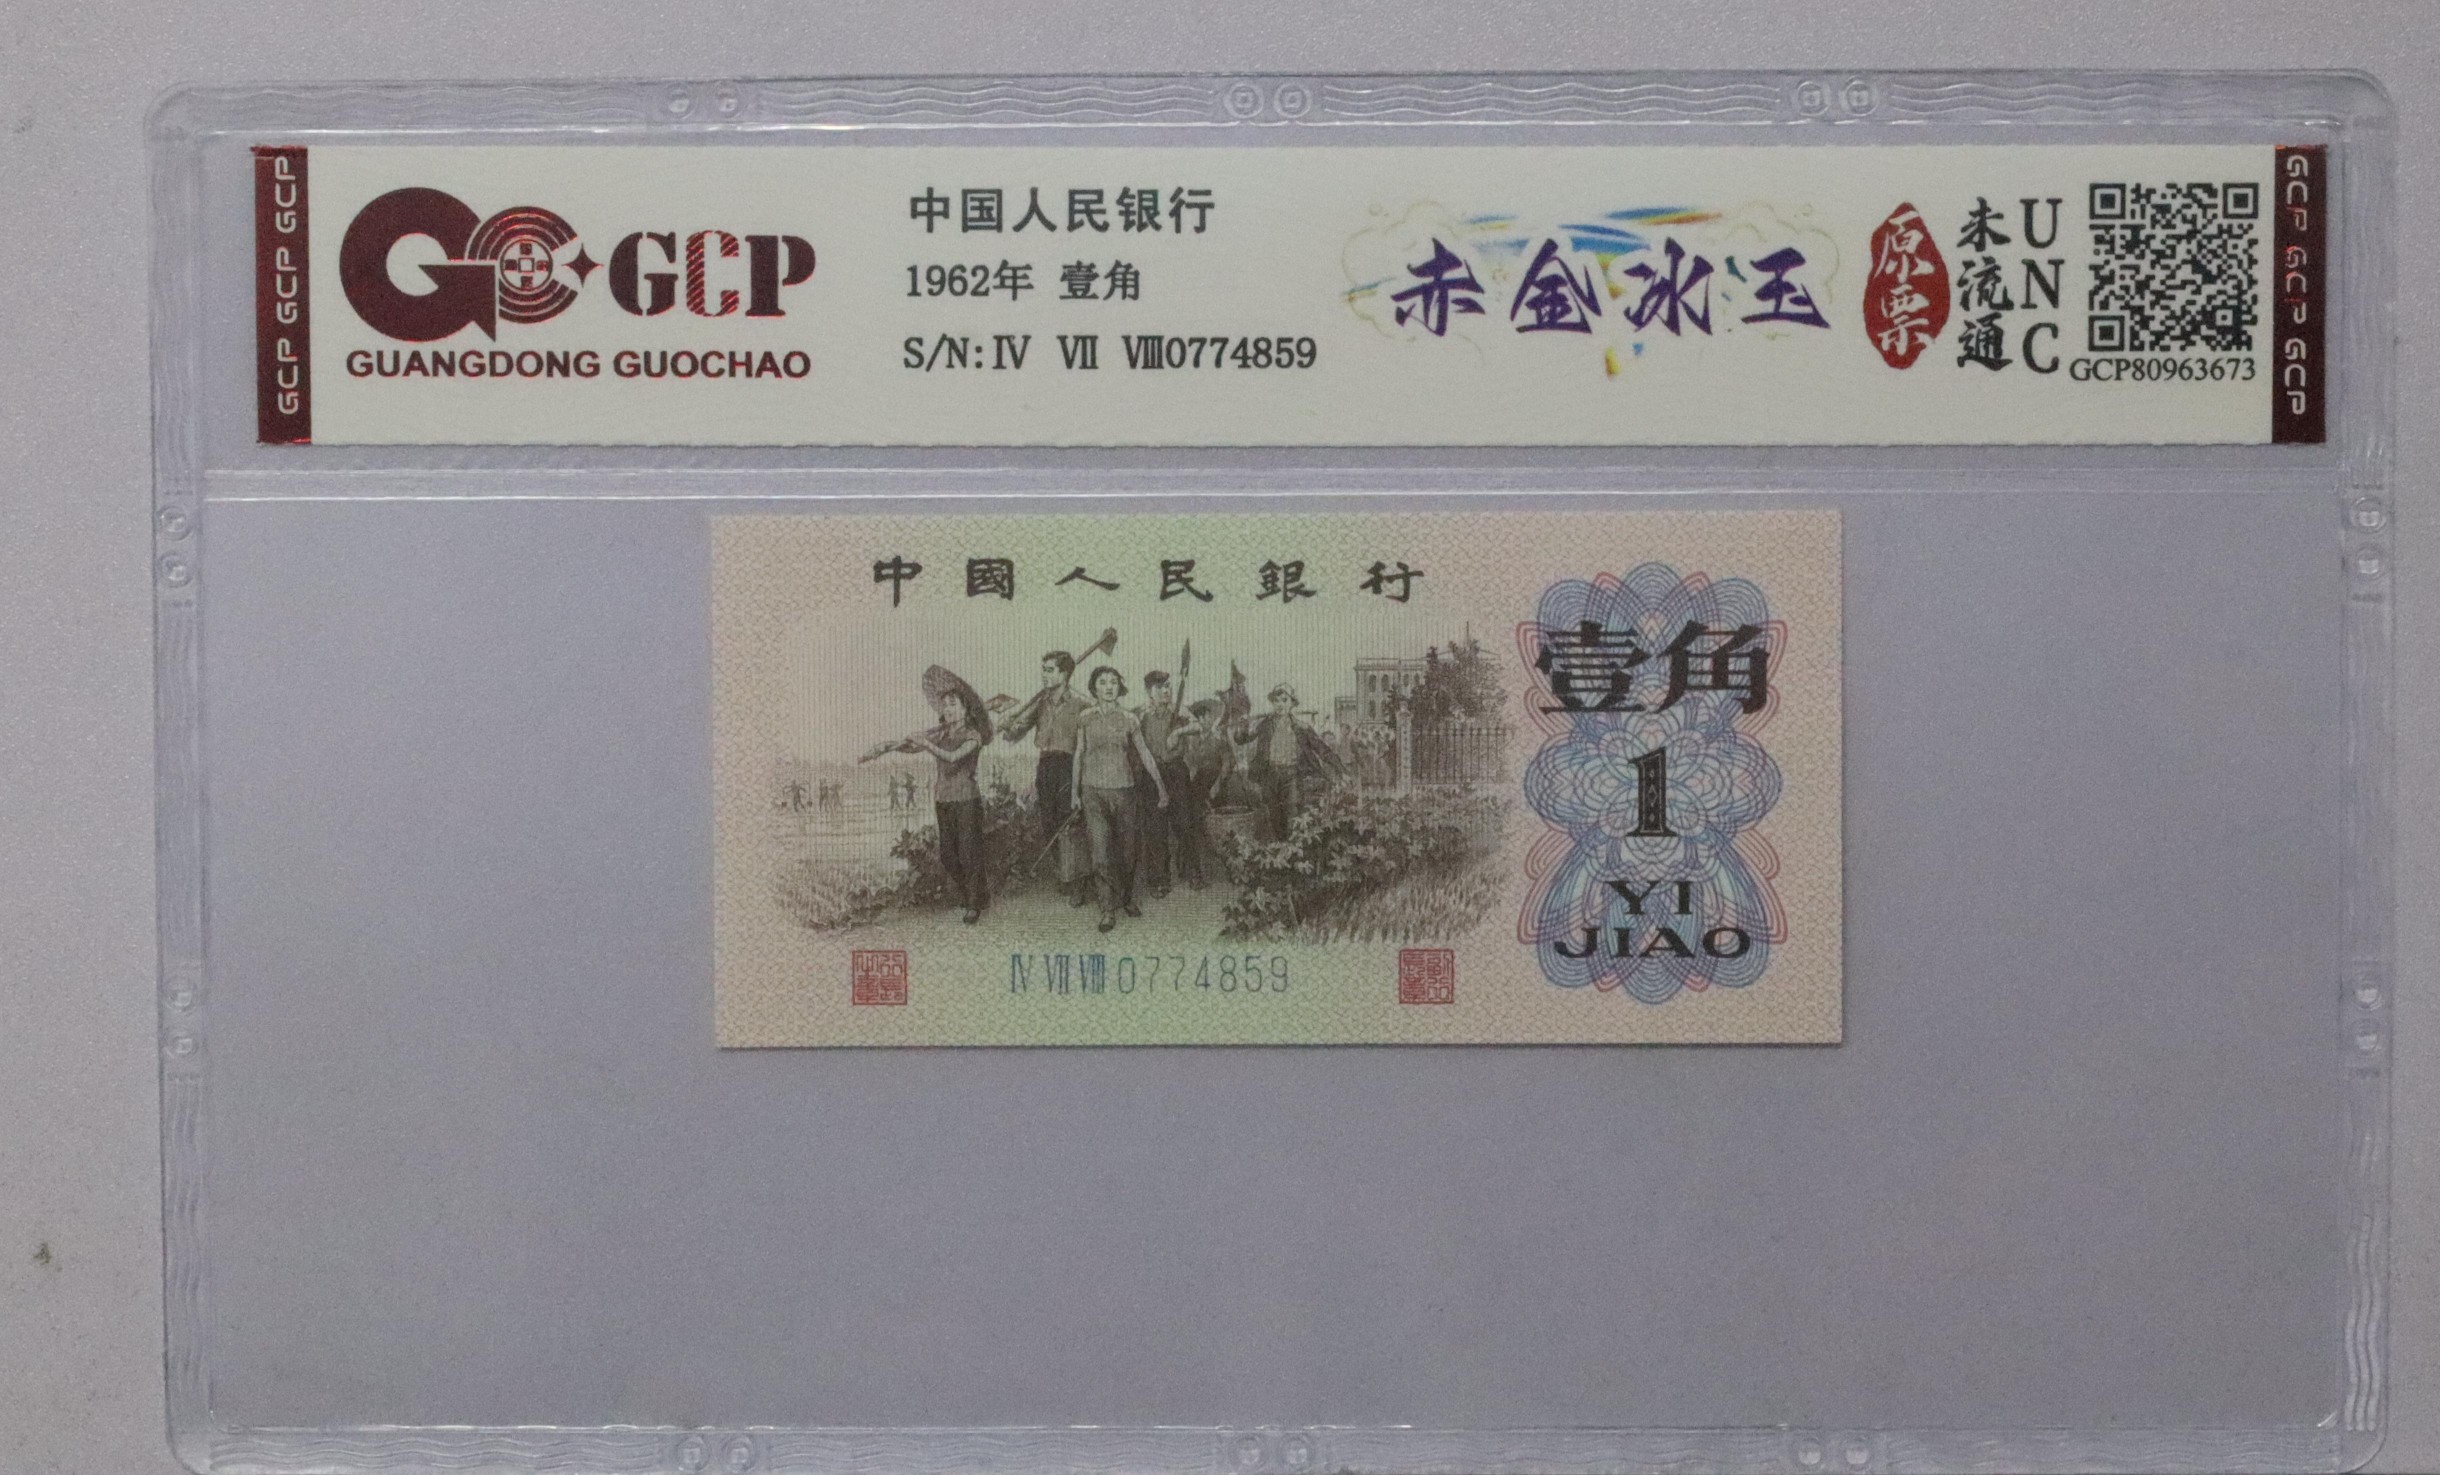 GCP GCP GCP
GCP
GUANGDONG GUOCHAO
中国人民银行
1962年 壹角
S/N:Ⅳ Ⅶ Ⅷ0774859
赤金冰玉
原票
未流通
UNC
GCP80963673
GCP GCP GCP
中國人民銀行
壹角
1
YI
JIAO
Ⅳ Ⅶ Ⅷ 0774859